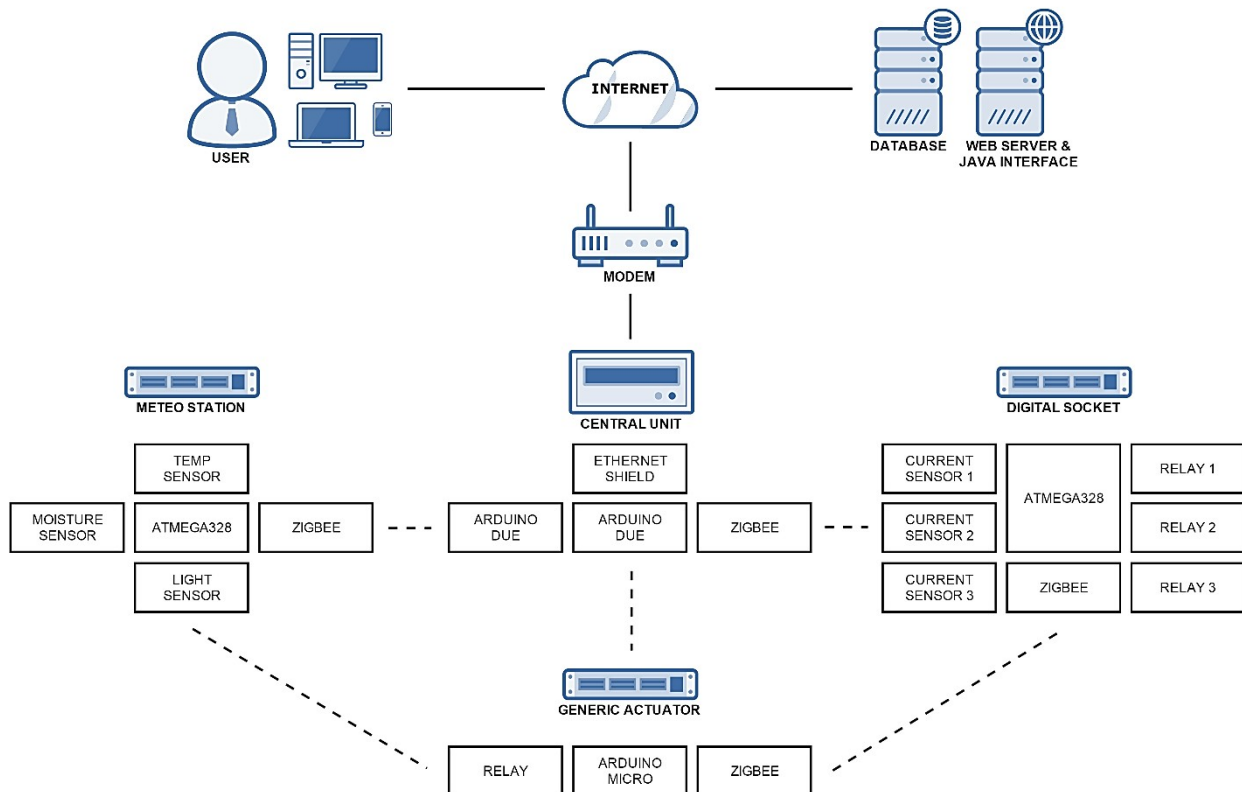 INTERNET
USER
DATABASE
WEB SERVER &
JAVA INTERFACE
MODEM
METEO STATION
CENTRAL UNIT
DIGITAL SOCKET
TEMP
SENSOR
MOISTURE
SENSOR
ATMEGA328
ZIGBEE
LIGHT
SENSOR
ETHERNET
SHIELD
ARDUINO
DUE
ARDUINO
DUE
ZIGBEE
CURRENT
SENSOR 1
ATMEGA328
RELAY 1
CURRENT
SENSOR 2
RELAY 2
CURRENT
SENSOR 3
ZIGBEE
RELAY 3
GENERIC ACTUATOR
RELAY
ARDUINO
MICRO
ZIGBEE